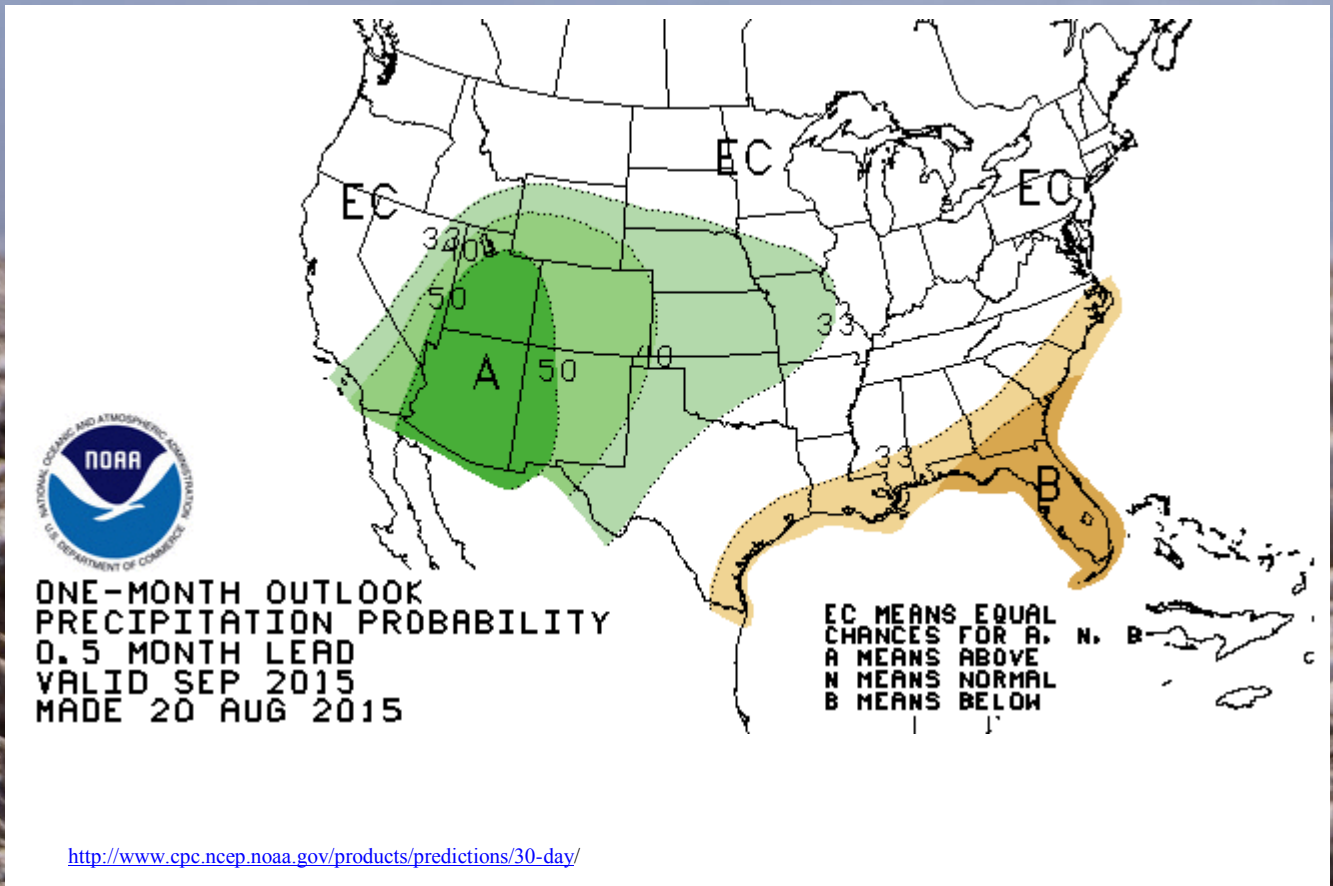 EC
EC
EC
33
40
50
33
A
50
40
33
B
NOAA
NATIONAL OCEANIC AND ATMOSPHERIC ADMINISTRATION
U.S. DEPARTMENT OF COMMERCE
ONE-MONTH OUTLOOK
PRECIPITATION PROBABILITY
0.5 MONTH LEAD
VALID SEP 2015
MADE 20 AUG 2015
EC MEANS EQUAL
CHANCES FOR A. N. B
A MEANS ABOVE
N MEANS NORMAL
B MEANS BELOW
http://www.cpc.ncep.noaa.gov/products/predictions/30-day/